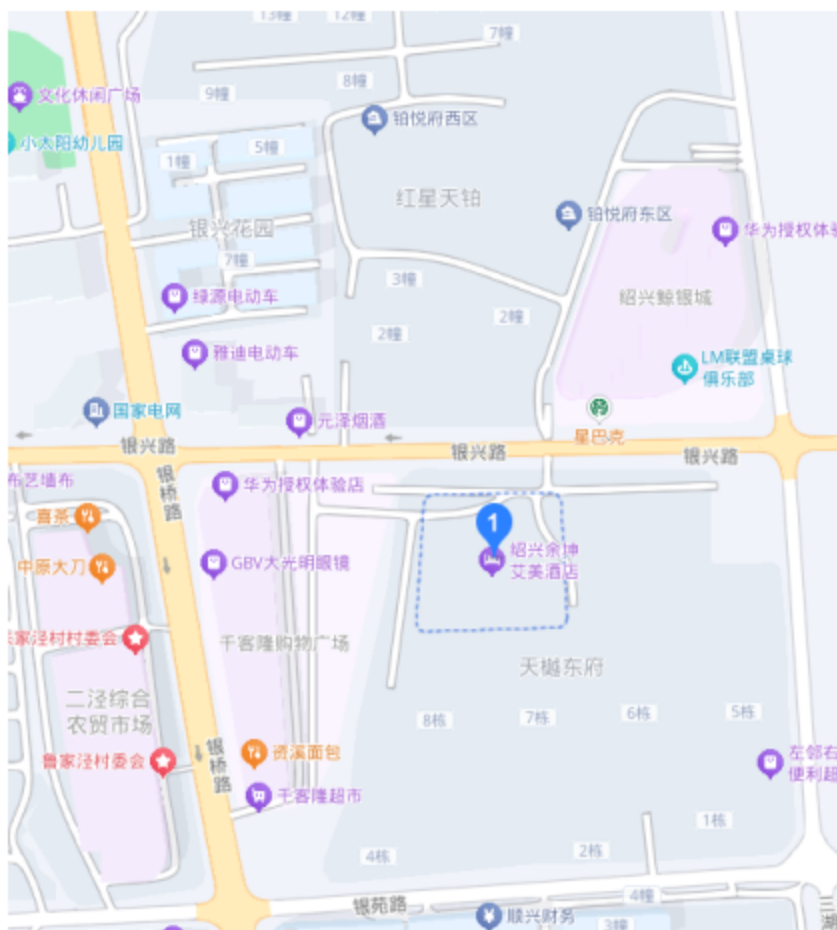 13幢
12幢
7幢
文化休闲广场
9幢
8幢
铂悦府西区
小太阳幼儿园
1幢
5幢
红星天铂
铂悦府东区
银兴花园
华为授权体验
7幢
3幢
绿源电动车
绍兴鲸银城
2幢
2幢
雅迪电动车
LM联盟桌球
俱乐部
国家电网
元泽烟酒
星巴克
银兴路
银兴路
银兴路
布艺墙布
银桥路
华为授权体验店
喜茶
1
绍兴余坤
艾美酒店
中原大刀
GBV大光明眼镜
家泾村村委会
千客隆购物广场
天樾东府
二泾综合
农贸市场
8栋
7栋
6栋
5栋
鲁家泾村委会
银桥路
资溪面包
左邻右
便利超
千客隆超市
1栋
4栋
2栋
银苑路
4幢
顺兴财务
3幢